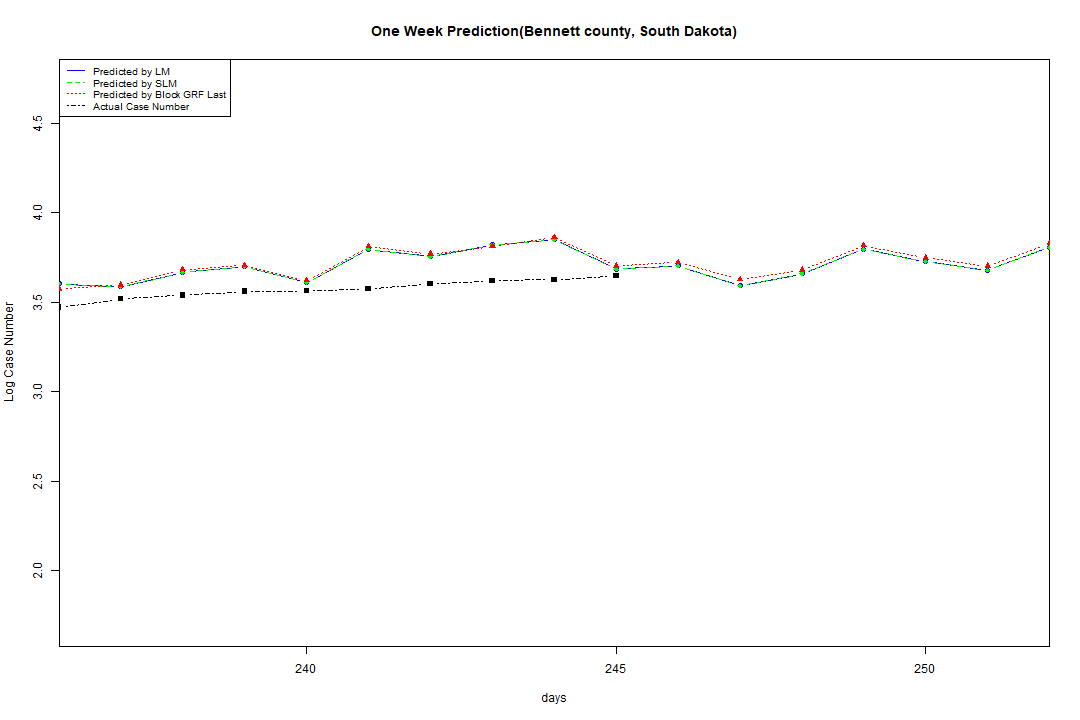 One Week Prediction(Bennett county, South Dakota)
Predicted by LM
Predicted by SLM
Predicted by Block GRF Last
Actual Case Number
4.5
4.0
3.5
3.0
2.5
2.0
Log Case Number
240
245
250
days